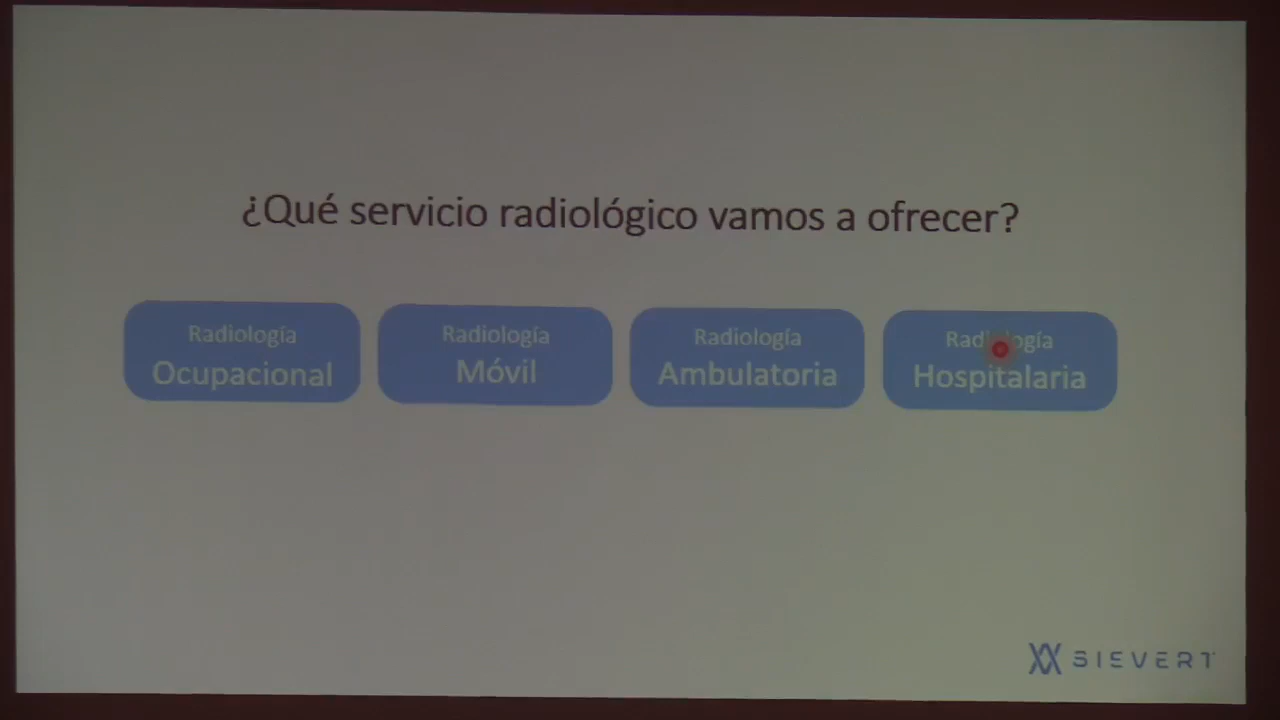 ¿Qué servicio radiológico vamos a ofrecer?
Radiología
Ocupacional
Radiología
Móvil
Radiología
Ambulatoria
Radiología
Hospitalaria
SIEVERT